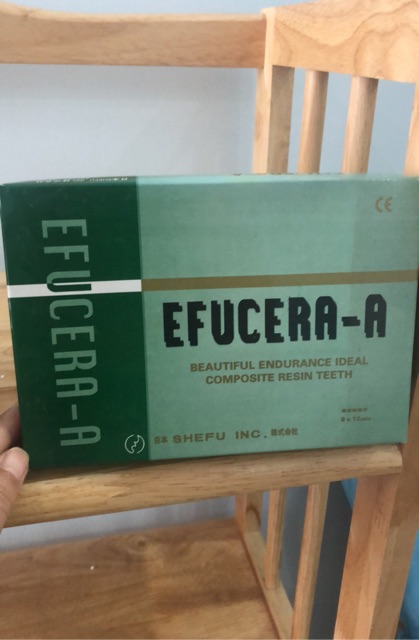 EFUCERA-A
CE
EFUCERA-A
BEAUTIFUL ENDURANCE IDEAL
COMPOSITE RESIN TEETH
SHEFU INC.